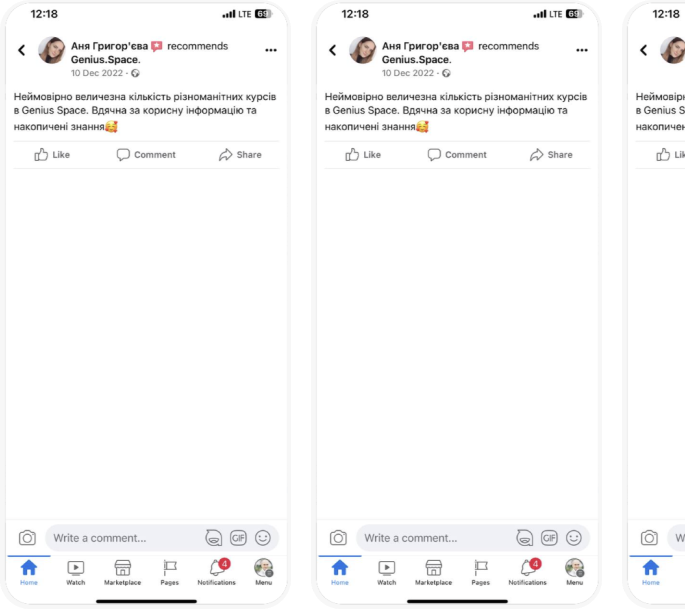 12:18
LTE 69
Аня Григор'єва recommends
Genius.Space.
10 Dec 2022 ·
Неймовірно величезна кількість різноманітних курсів
в Genius Space. Вдячна за корисну інформацію та
накопичені знання🥰
Like Comment Share
Write a comment...
GIF
4
Home Watch Marketplace Pages Notifications Menu
12:18
LTE 69
Аня Григор'єва recommends
Genius.Space.
10 Dec 2022 ·
Неймовірно величезна кількість різноманітних курсів
в Genius Space. Вдячна за корисну інформацію та
накопичені знання🥰
Like Comment Share
Write a comment...
GIF
4
Home Watch Marketplace Pages Notifications Menu
12:18
в Genius S
Home